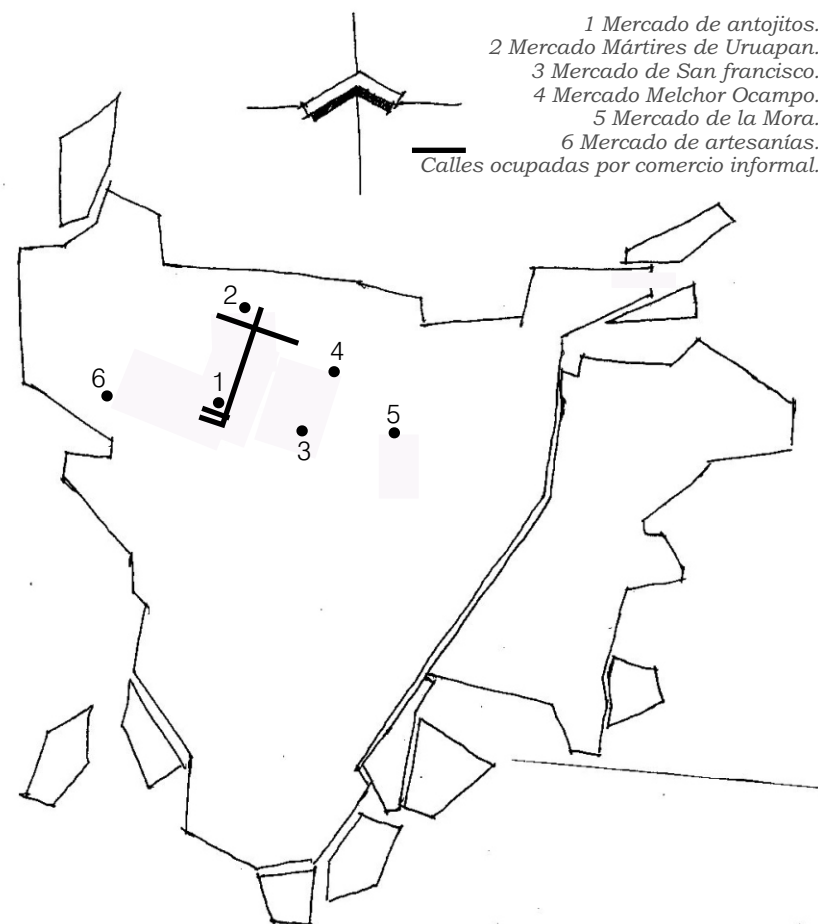 1 Mercado de antojitos.
2 Mercado Mártires de Uruapan.
3 Mercado de San francisco.
4 Mercado Melchor Ocampo.
5 Mercado de la Mora.
6 Mercado de artesanías.
Calles ocupadas por comercio informal.
2
4
6
1
5
3